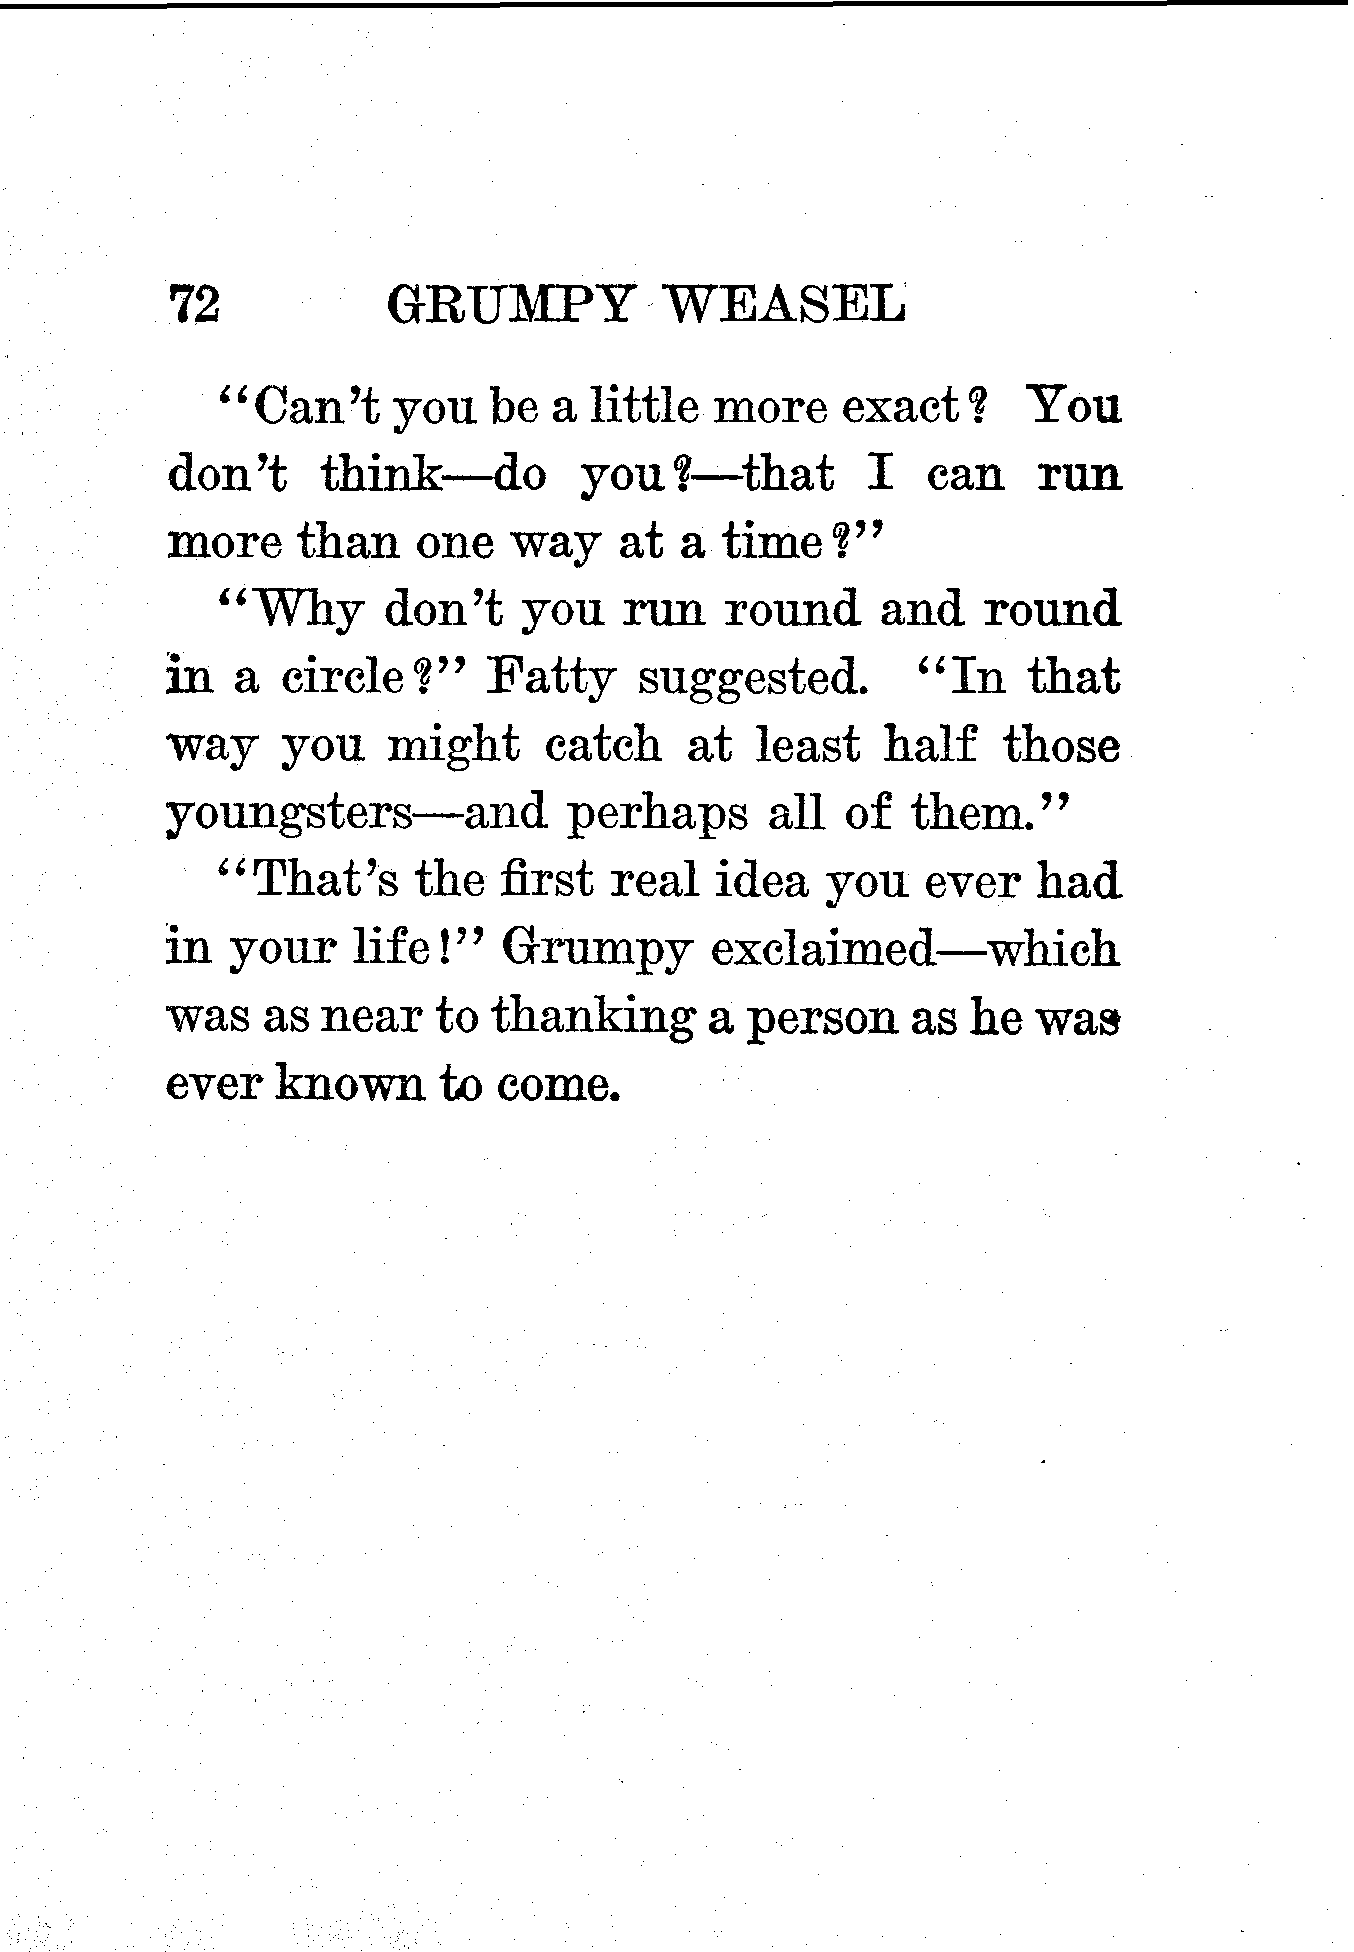 72 GRUMPY WEASEL
“Can’t you be a little more exact? You
don’t think—do you?—that I can run
more than one way at a time?”
“Why don’t you run round and round
in a circle?” Fatty suggested. “In that
way you might catch at least half those
youngsters—and perhaps all of them.”
“That’s the first real idea you ever had
in your life!” Grumpy exclaimed—which
was as near to thanking a person as he was
ever known to come.